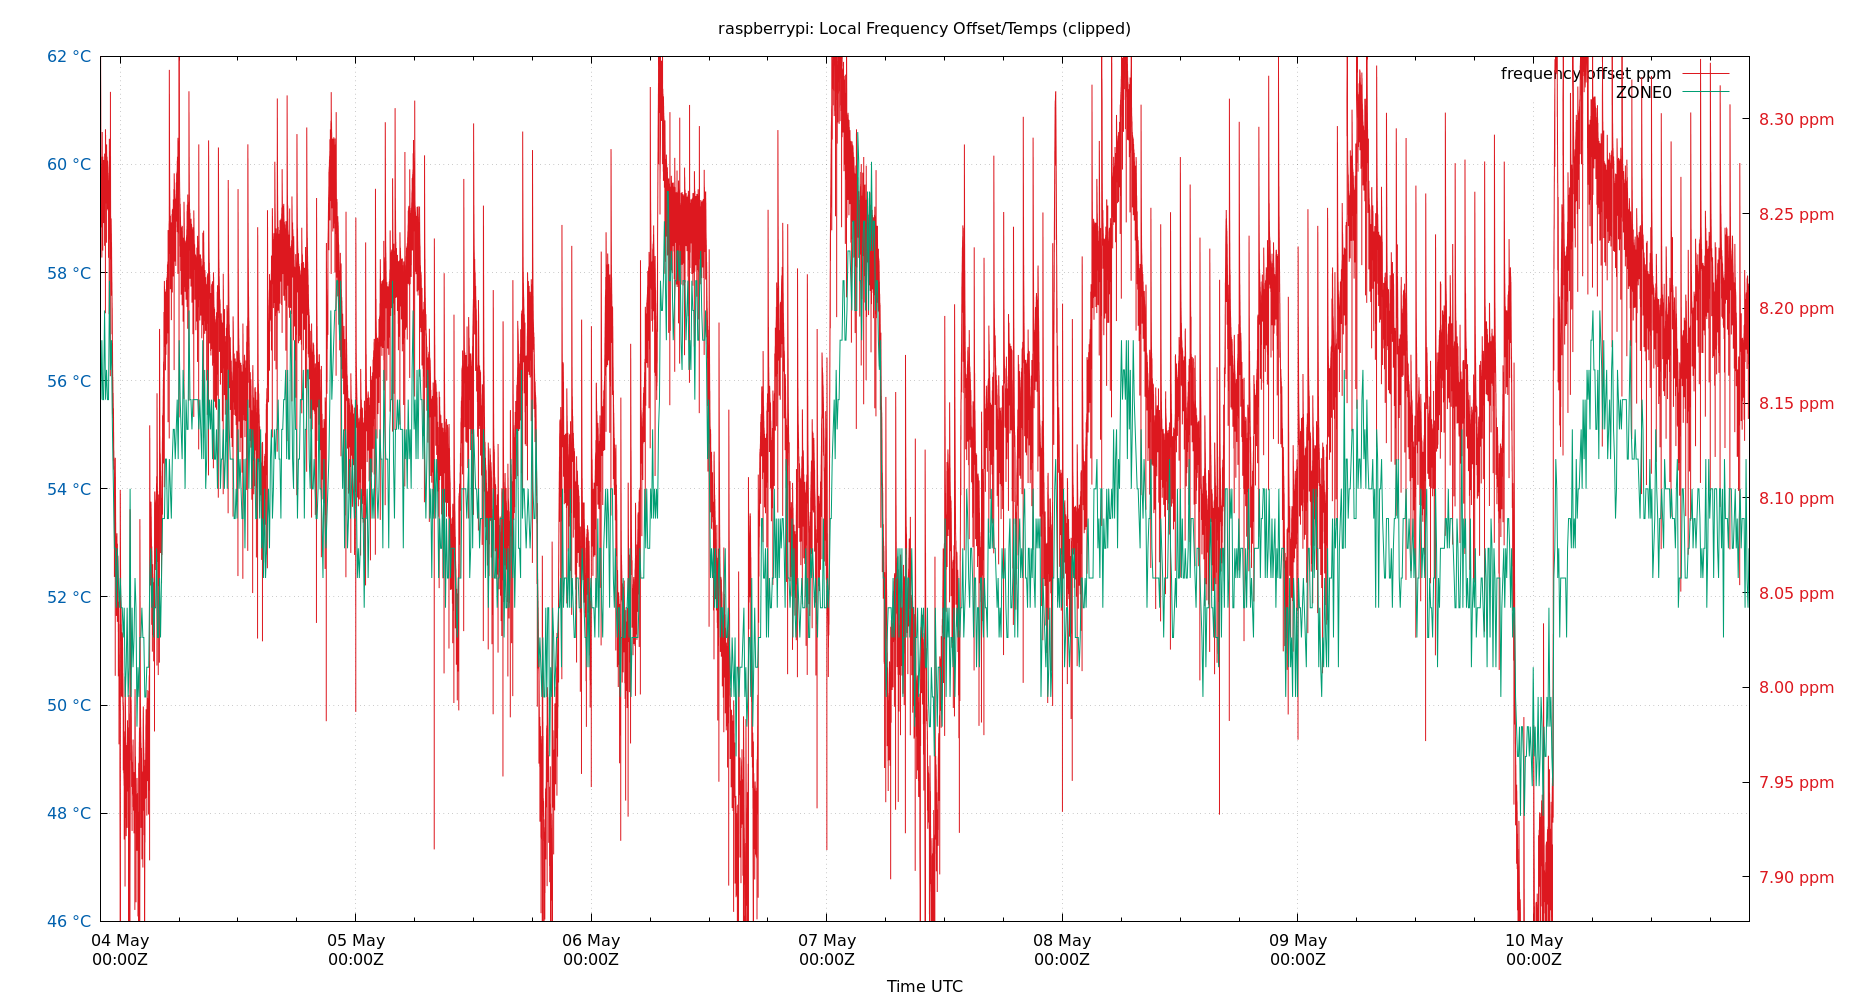 raspberrypi: Local Frequency Offset/Temps (clipped)
62 °C
60 °C
58 °C
56 °C
54 °C
52 °C
50 °C
48 °C
46 °C
frequency offset ppm
ZONE0
8.30 ppm
8.25 ppm
8.20 ppm
8.15 ppm
8.10 ppm
8.05 ppm
8.00 ppm
7.95 ppm
7.90 ppm
04 May
00:00Z
05 May
00:00Z
06 May
00:00Z
07 May
00:00Z
08 May
00:00Z
09 May
00:00Z
10 May
00:00Z
Time UTC